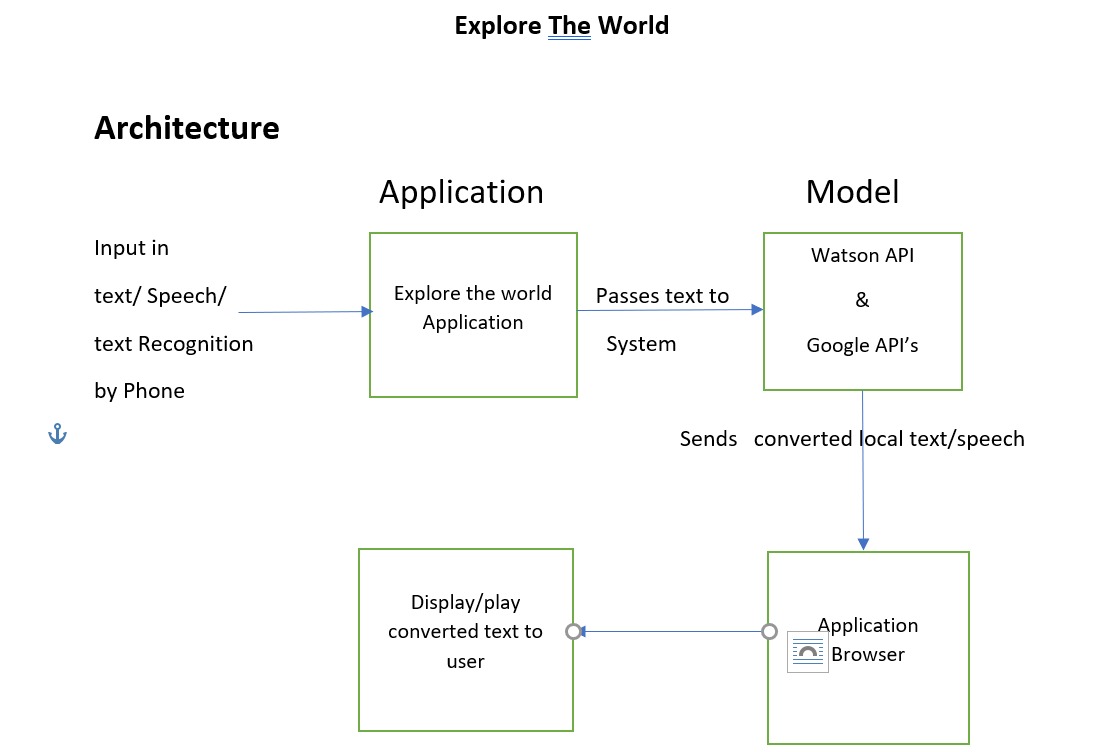 Explore The World
Architecture
Application
Model
Input in
text/ Speech/
text Recognition
by Phone
Explore the world
Application
Passes text to
System
Watson API
&
Google API's
Sends converted local text/speech
Display/play
converted text to
user
Application
Browser